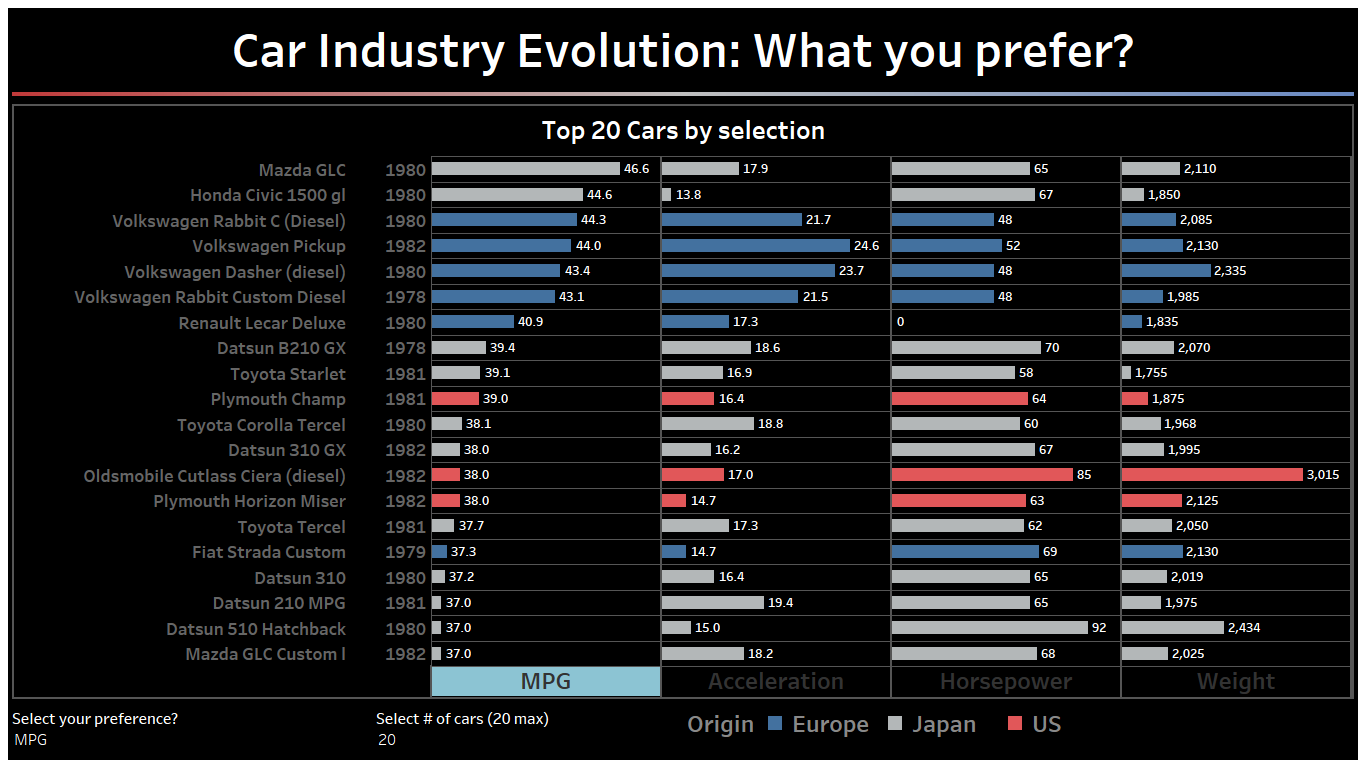 Car Industry Evolution: What you prefer?
Top 20 Cars by selection
Mazda GLC 1980 46.6 17.9 65 2,110
Honda Civic 1500 gl 1980 44.6 13.8 67 1,850
Volkswagen Rabbit C (Diesel) 1980 44.3 21.7 48 2,085
Volkswagen Pickup 1982 44.0 24.6 52 2,130
Volkswagen Dasher (diesel) 1980 43.4 23.7 48 2,335
Volkswagen Rabbit Custom Diesel 1978 43.1 21.5 48 1,985
Renault Lecar Deluxe 1980 40.9 17.3 0 1,835
Datsun B210 GX 1978 39.4 18.6 70 2,070
Toyota Starlet 1981 39.1 16.9 58 1,755
Plymouth Champ 1981 39.0 16.4 64 1,875
Toyota Corolla Tercel 1980 38.1 18.8 60 1,968
Datsun 310 GX 1982 38.0 16.2 67 1,995
Oldsmobile Cutlass Ciera (diesel) 1982 38.0 17.0 85 3,015
Plymouth Horizon Miser 1982 38.0 14.7 63 2,125
Toyota Tercel 1981 37.7 17.3 62 2,050
Fiat Strada Custom 1979 37.3 14.7 69 2,130
Datsun 310 1980 37.2 16.4 65 2,019
Datsun 210 MPG 1981 37.0 19.4 65 1,975
Datsun 510 Hatchback 1980 37.0 15.0 92 2,434
Mazda GLC Custom l 1982 37.0 18.2 68 2,025
MPG Acceleration Horsepower Weight
Select your preference? Select # of cars (20 max) Origin Europe Japan US
MPG 20